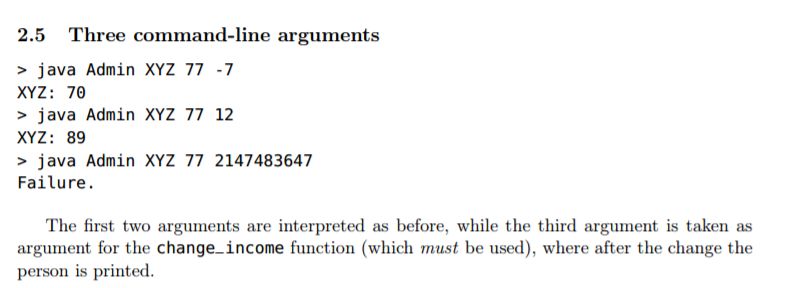 2.5 Three command-line arguments
> java Admin XYZ 77 -7
XYZ: 70
> java Admin XYZ 77 12
XYZ: 89
> java Admin XYZ 77 2147483647
Failure.
The first two arguments are interpreted as before, while the third argument is taken as
argument for the change_income function (which must be used), where after the change the
person is printed.